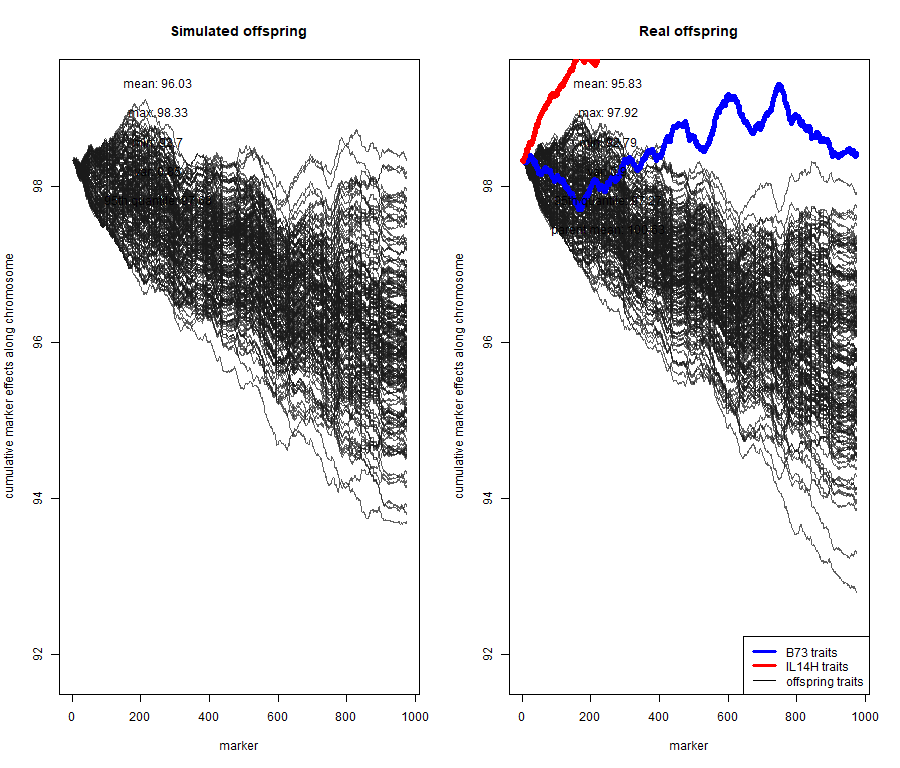 Simulated offspring
mean: 96.03
max: 98.33
cumulative marker effects along chromosome
98
96
94
92
0
200
400
600
800
1000
marker
Real offspring
mean: 95.83
max: 97.92
cumulative marker effects along chromosome
98
96
94
92
0
200
400
600
800
1000
marker
B73 traits
IL14H traits
offspring traits